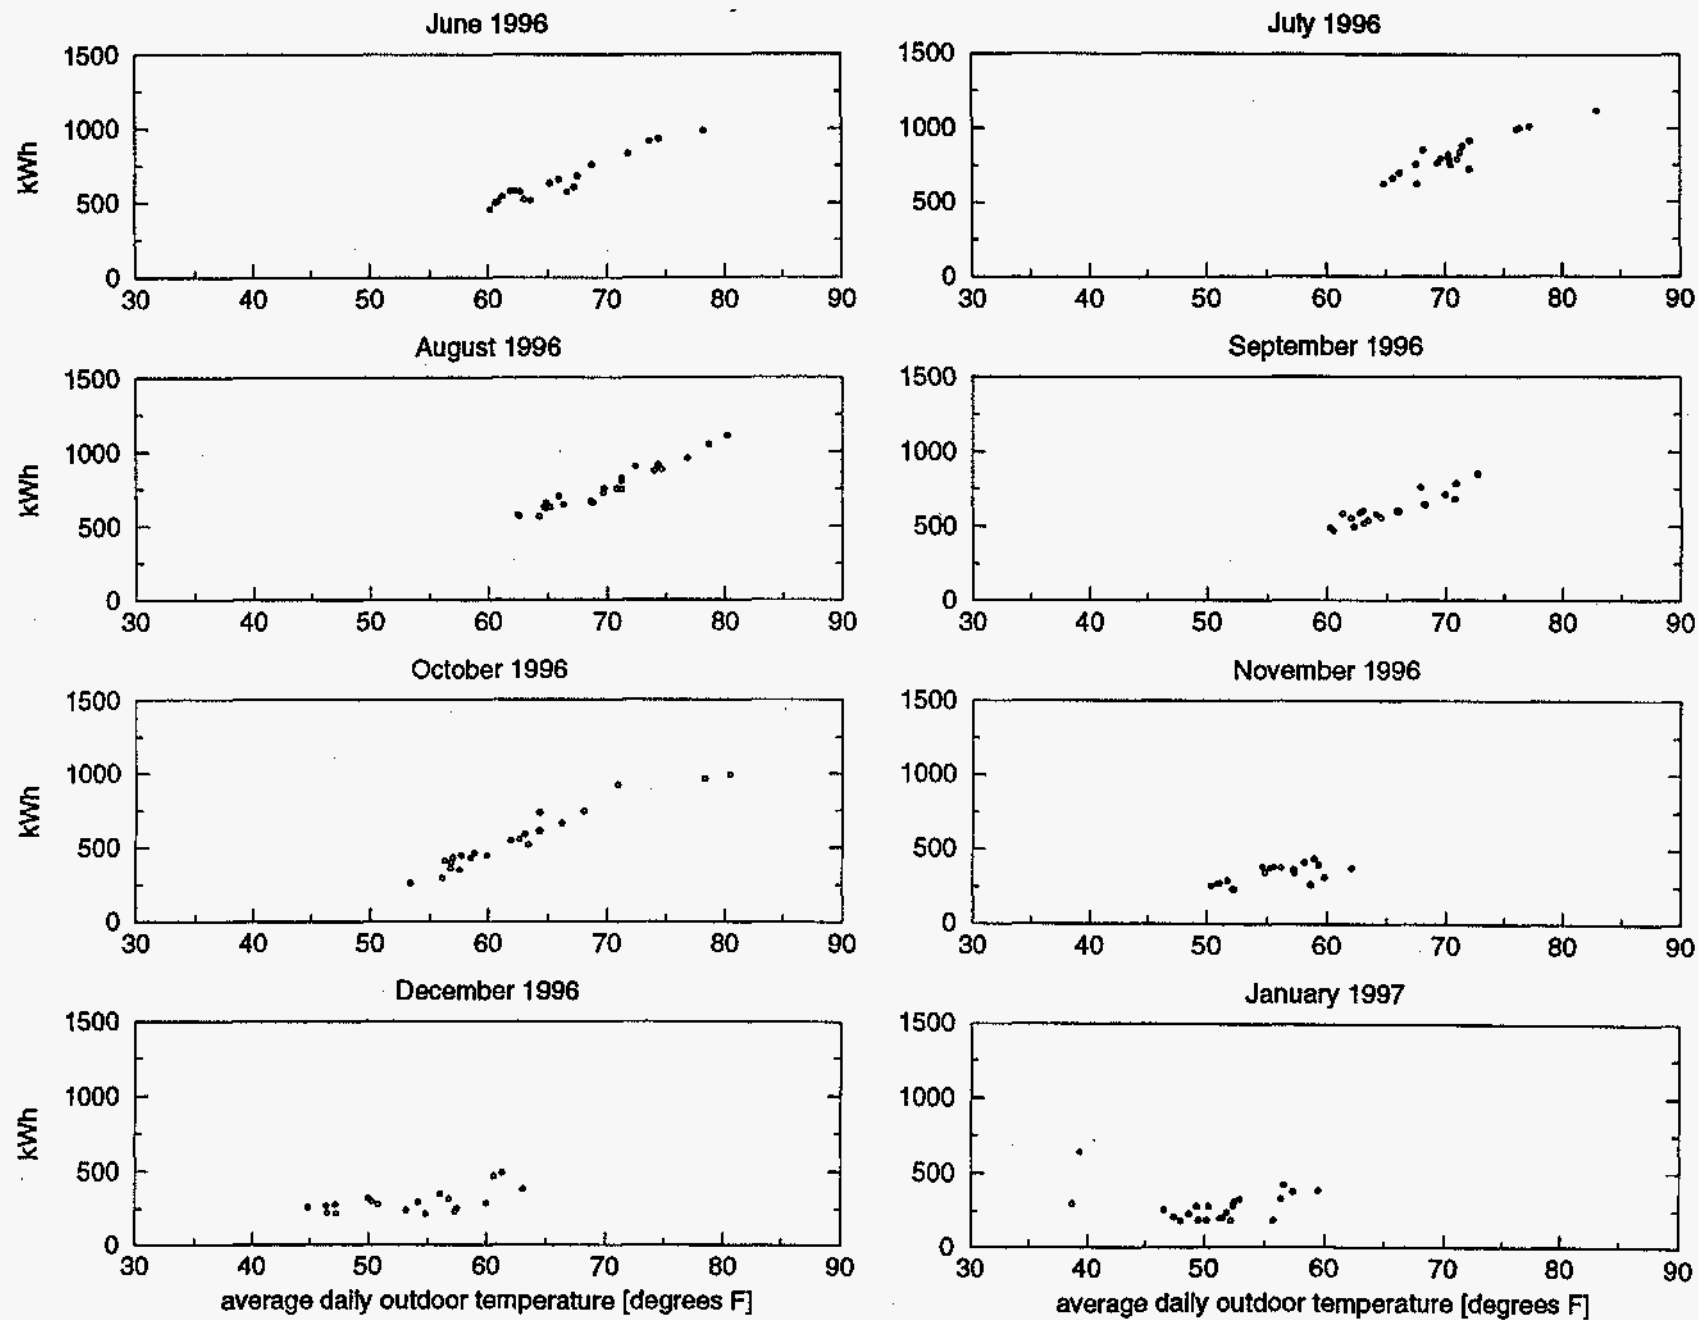 June 1996
July 1996
1500
1000
500
0
kWh
30 40 50 60 70 80 90
1500
1000
500
0
30 40 50 60 70 80 90
August 1996
September 1996
1500
1000
500
0
kWh
30 40 50 60 70 80 90
1500
1000
500
0
30 40 50 60 70 80 90
October 1996
November 1996
1500
1000
500
0
kWh
30 40 50 60 70 80 90
1500
1000
500
0
30 40 50 60 70 80 90
December 1996
January 1997
1500
1000
500
0
kWh
30 40 50 60 70 80 90
average daily outdoor temperature [degrees F]
1500
1000
500
0
30 40 50 60 70 80 90
average daily outdoor temperature [degrees F]